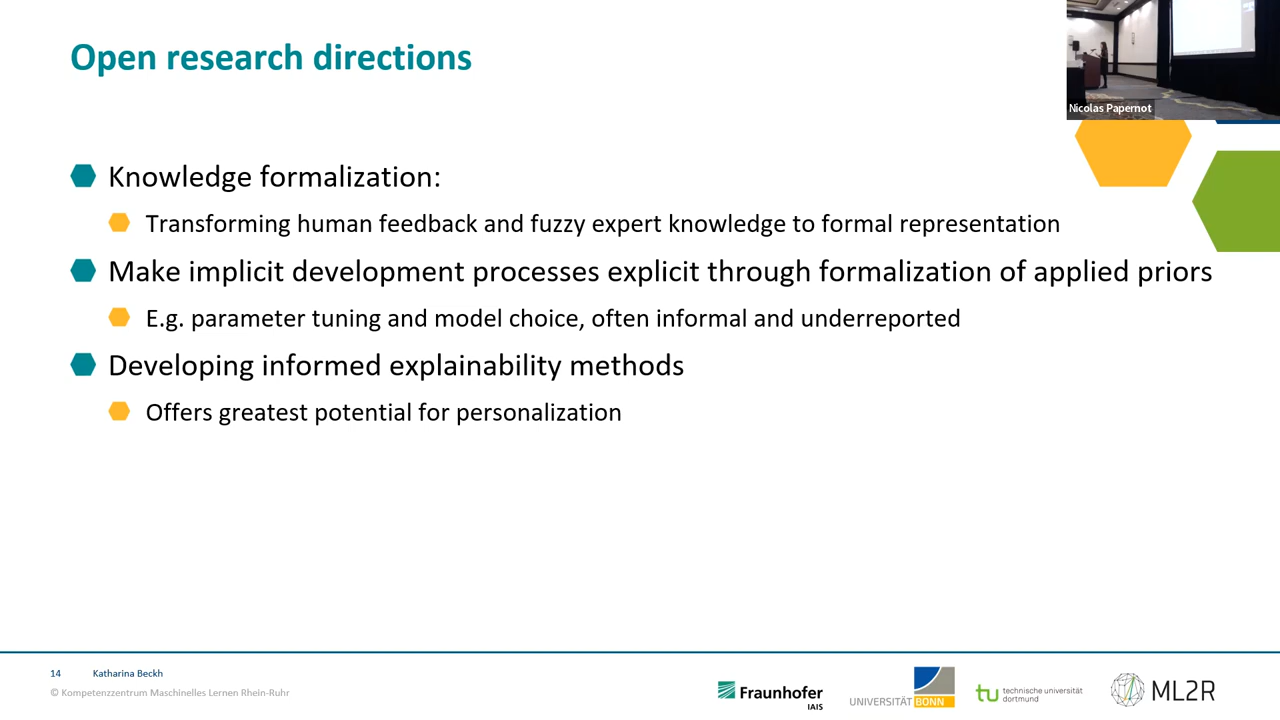 Open research directions
Nicolas Papernot
Knowledge formalization:
Transforming human feedback and fuzzy expert knowledge to formal representation
Make implicit development processes explicit through formalization of applied priors
E.g. parameter tuning and model choice, often informal and underreported
Developing informed explainability methods
Offers greatest potential for personalization
14 Katharina Beckh
© Kompetenzzentrum Maschinelles Lernen Rhein-Ruhr
Fraunhofer
IAIS
UNIVERSITÄT BONN
tu technische universität
dortmund
ML2R